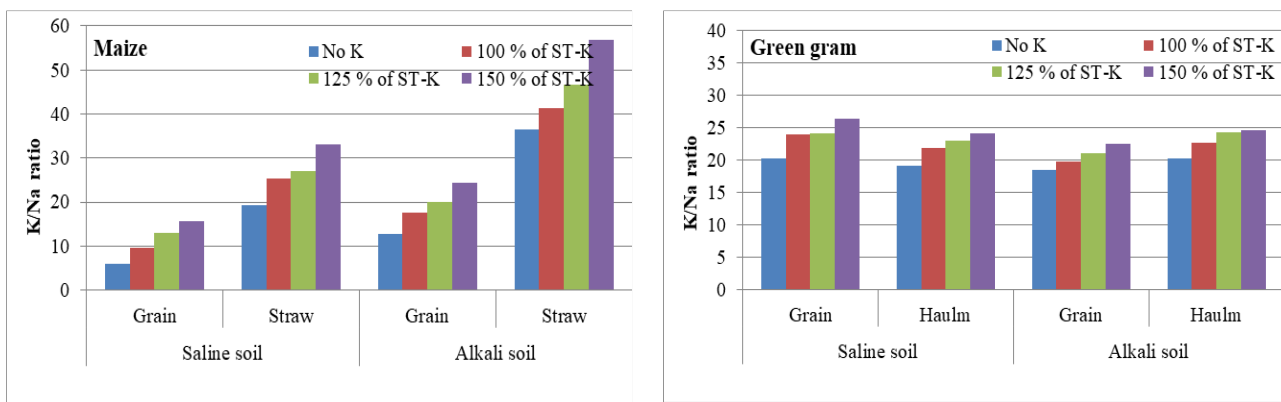 Maize
No K
100 % of ST-K
125 % of ST-K
150 % of ST-K
K/Na ratio
60
50
40
30
20
10
0
Grain
Straw
Grain
Straw
Saline soil
Alkali soil
Green gram
No K
100 % of ST-K
125 % of ST-K
150 % of ST-K
K/Na ratio
40
35
30
25
20
15
10
5
0
Grain
Haulm
Grain
Haulm
Saline soil
Alkali soil